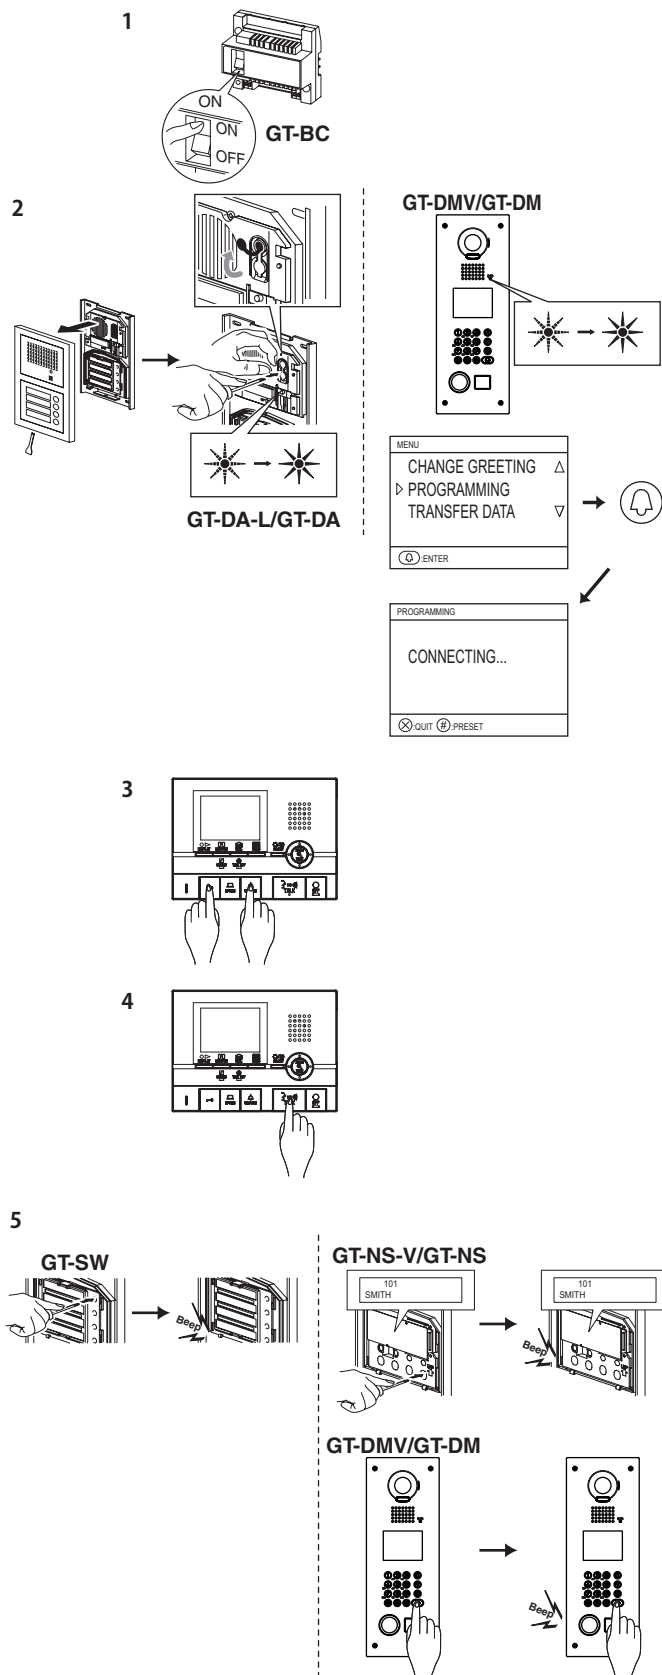 1
ON
ON
OFF
GT-BC
2
GT-DA-L/GT-DA
GT-DMV/GT-DM
MENU
CHANGE GREETING
PROGRAMMING
TRANSFER DATA
:ENTER
PROGRAMMING
CONNECTING...
:QUIT #:PRESET
3
4
5
GT-SW
Beep
GT-NS-V/GT-NS
101
SMITH
101
SMITH
Beep
GT-DMV/GT-DM
Beep